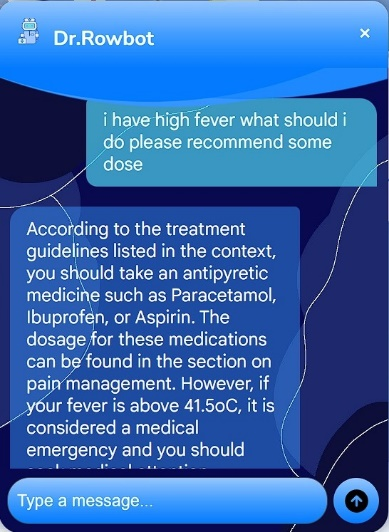 Dr.Rowbot
×
i have high fever what should i
do please recommend some
dose
According to the treatment
guidelines listed in the context,
you should take an antipyretic
medicine such as Paracetamol,
Ibuprofen, or Aspirin. The
dosage for these medications
can be found in the section on
pain management. However, if
your fever is above 41.5oC, it is
considered a medical
emergency and you should
Type a message...